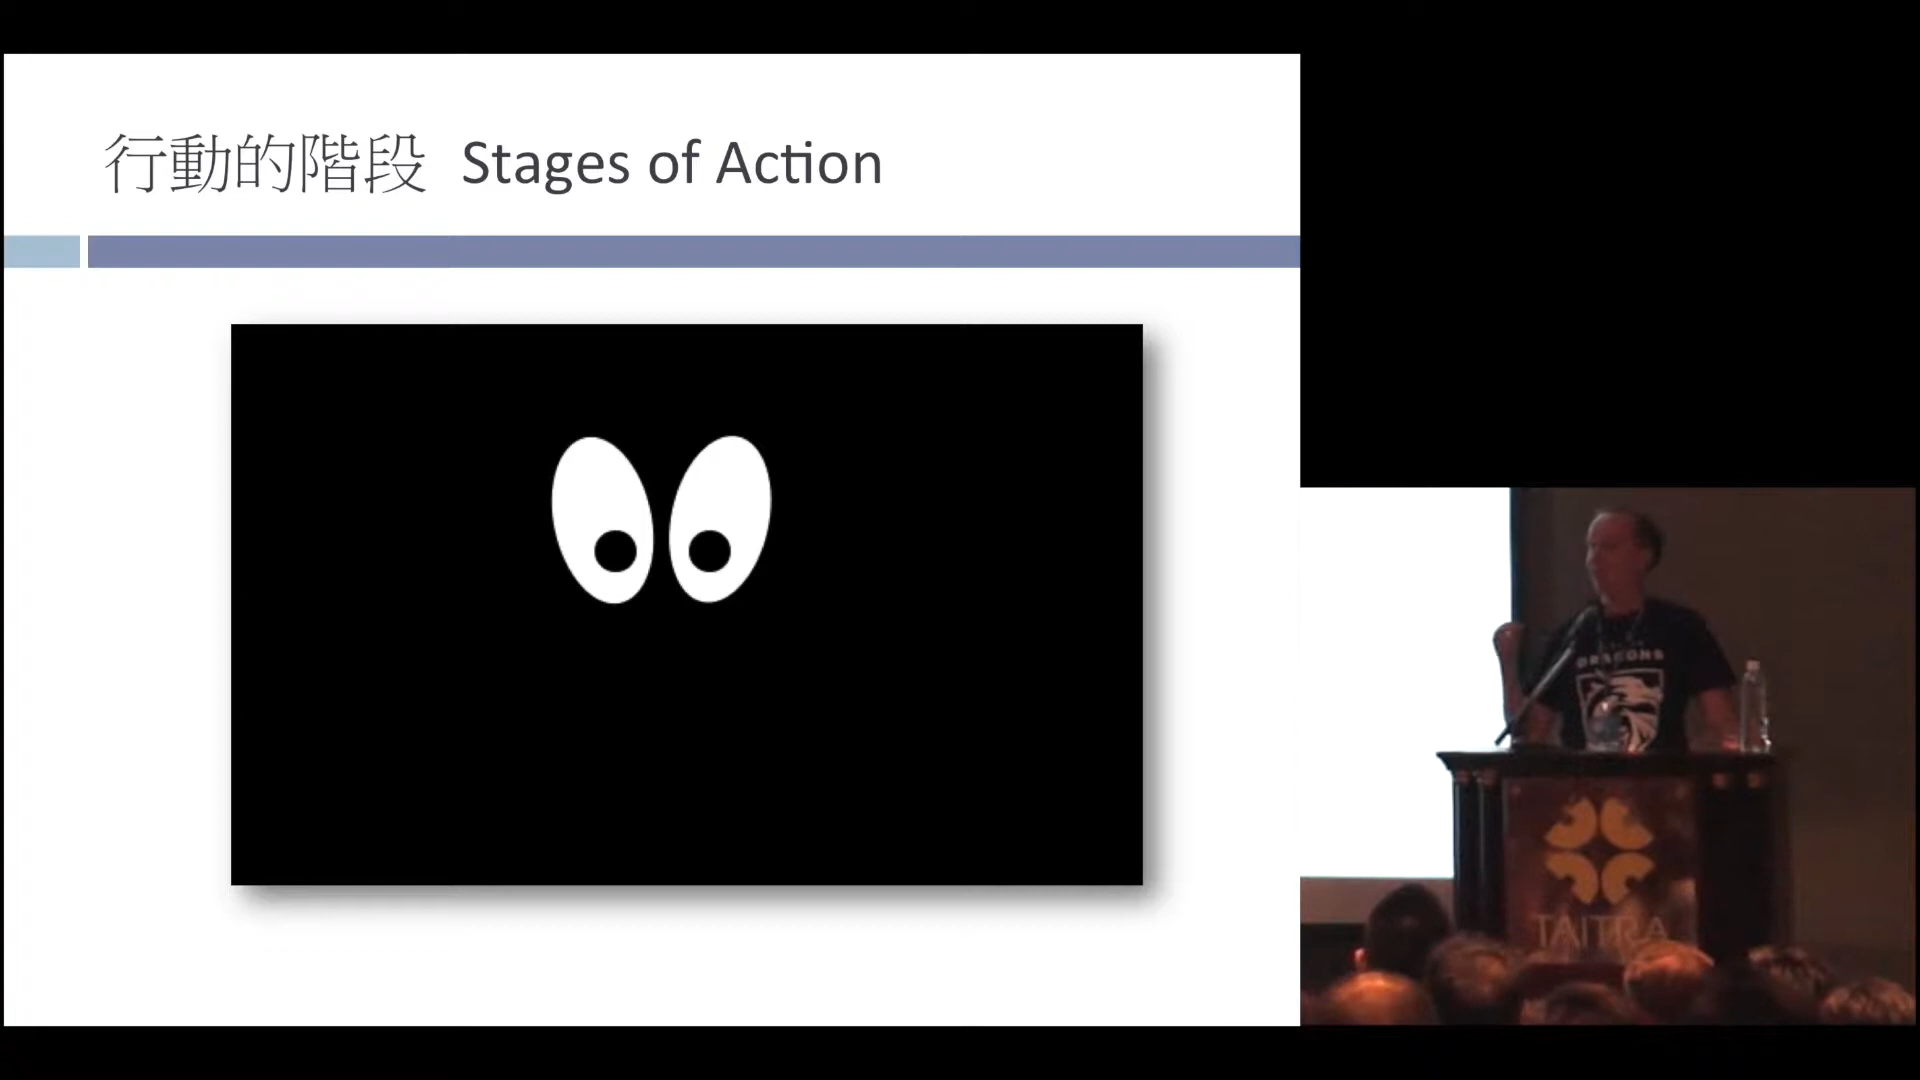 行動的階段 Stages of Action
DRAGONS
TAITRA